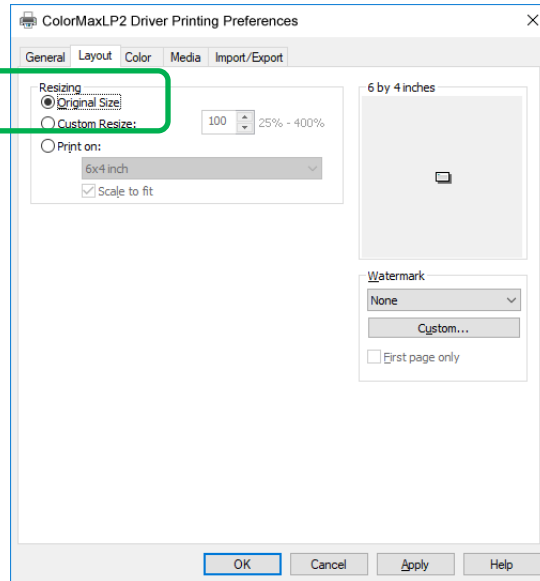 ColorMaxLP2 Driver Printing Preferences
General Layout Color Media Import/Export
Resizing
Original Size
Custom Resize: 100 25% - 400%
Print on:
6x4 inch
Scale to fit
6 by 4 inches
Watermark
None
Custom...
First page only
OK Cancel Apply Help